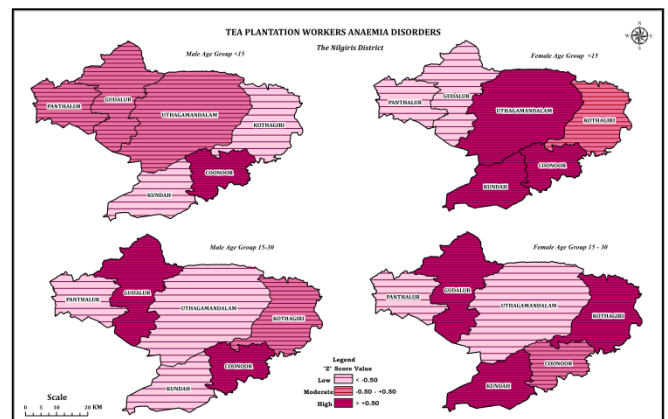 TEA PLANTATION WORKERS ANAEMIA DISORDERS
The Nilgiris District
N
W E
S
Male Age Group <15
PANTHALUR
GUDALUR
UTHAGAMANDALAM
KOTHAGIRI
COONOOR
KUNDAH
Female Age Group <15
PANTHALUR
GUDALUR
UTHAGAMANDALAM
KOTHAGIRI
COONOOR
KUNDAH
Male Age Group 15-30
PANTHALUR
GUDALUR
UTHAGAMANDALAM
KOTHAGIRI
COONOOR
KUNDAH
Female Age Group 15 - 30
PANTHALUR
GUDALUR
UTHAGAMANDALAM
KOTHAGIRI
COONOOR
KUNDAH
Scale
0 5 10 20 KM
Legend
'Z' Score Value
Low < -0.50
Moderate -0.50 - +0.50
High > +0.50